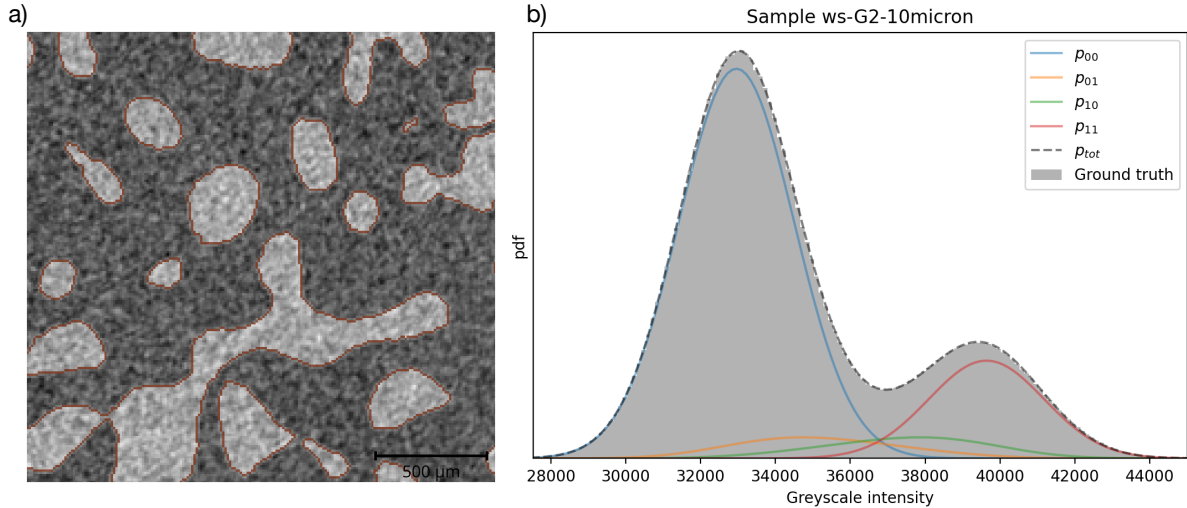 a)
500 µm
b)
Sample ws-G2-10micron
p00
p01
p10
p11
ptot
Ground truth
pdf
28000 30000 32000 34000 36000 38000 40000 42000 44000
Greyscale intensity